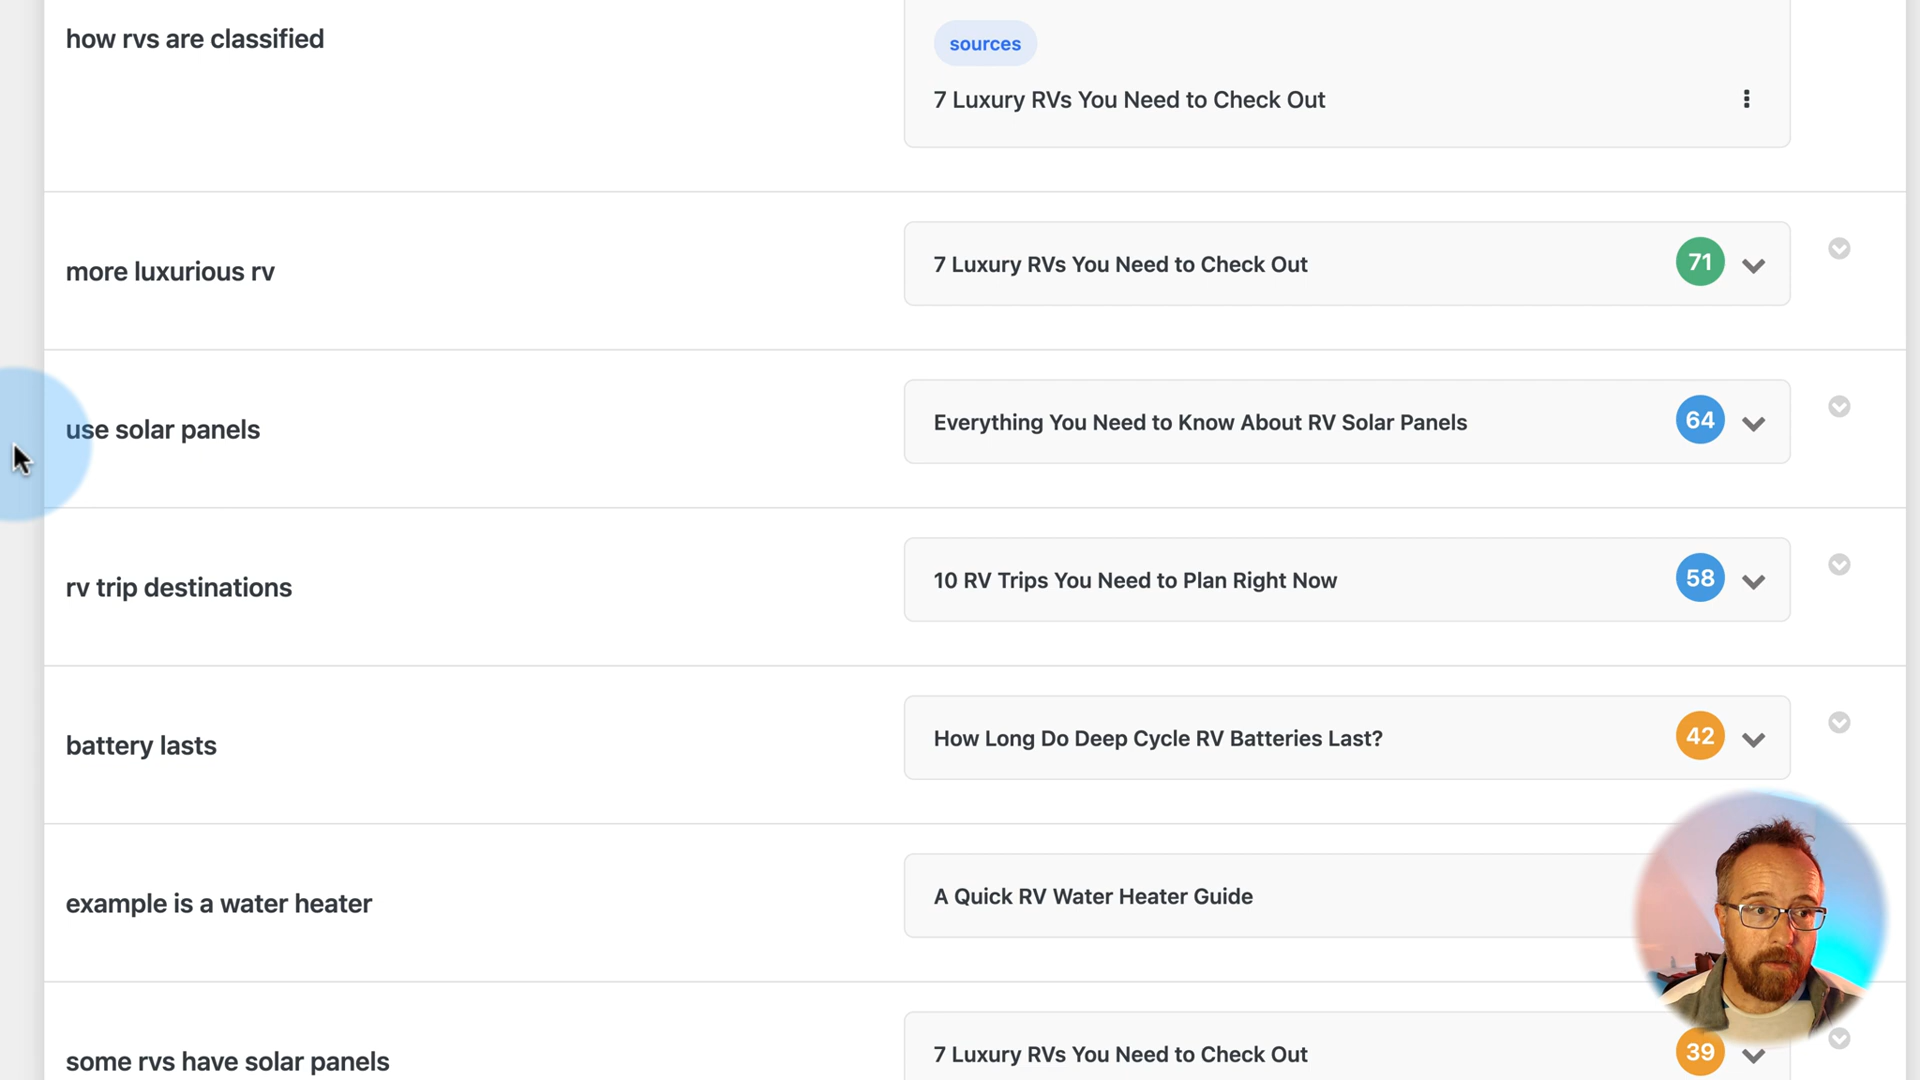 how rvs are classified
sources
7 Luxury RVs You Need to Check Out
more luxurious rv
7 Luxury RVs You Need to Check Out
71
use solar panels
Everything You Need to Know About RV Solar Panels
64
rv trip destinations
10 RV Trips You Need to Plan Right Now
58
battery lasts
How Long Do Deep Cycle RV Batteries Last?
42
example is a water heater
A Quick RV Water Heater Guide
some rvs have solar panels
7 Luxury RVs You Need to Check Out
39